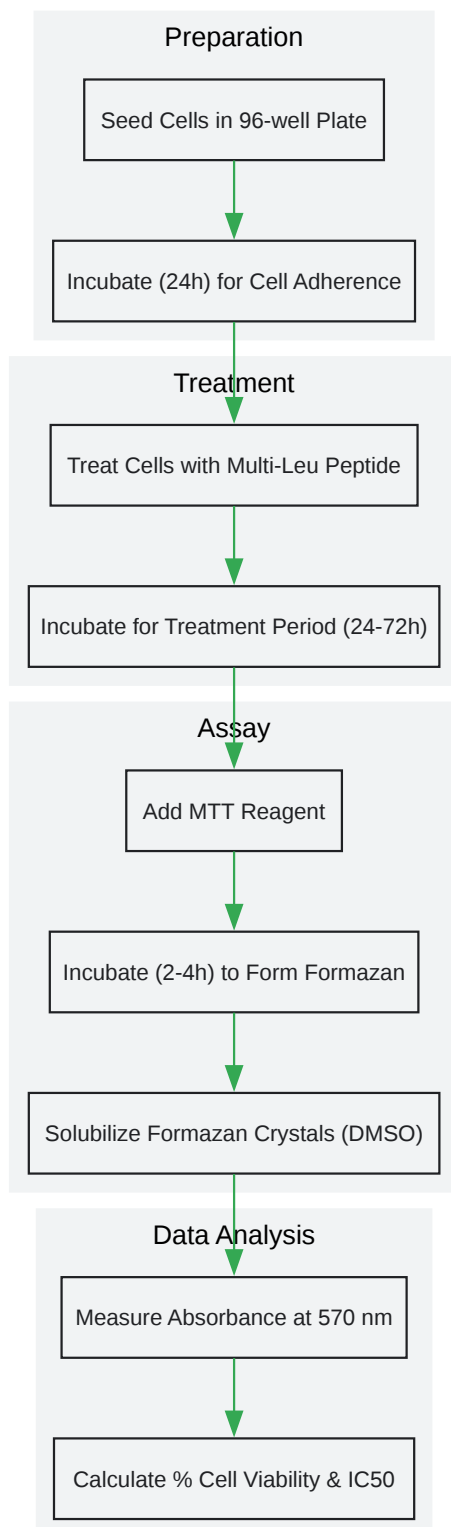 Preparation
Seed Cells in 96-well Plate
Incubate (24h) for Cell Adherence
Treatment
Treat Cells with Multi-Leu Peptide
Incubate for Treatment Period (24-72h)
Assay
Add MTT Reagent
Incubate (2-4h) to Form Formazan
Solubilize Formazan Crystals (DMSO)
Data Analysis
Measure Absorbance at 570 nm
Calculate % Cell Viability & IC50